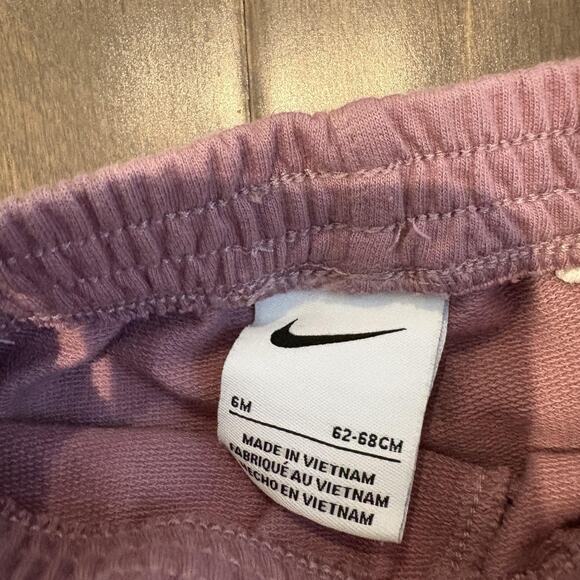 6M 62-68CM
MADE IN VIETNAM
FABRIQUÉ AU VIETNAM
HECHO EN VIETNAM